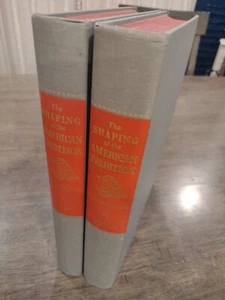 The
SHAPING
of the
AMERICAN
TRADITION
The
SHAPING
of the
AMERICAN
TRADITION